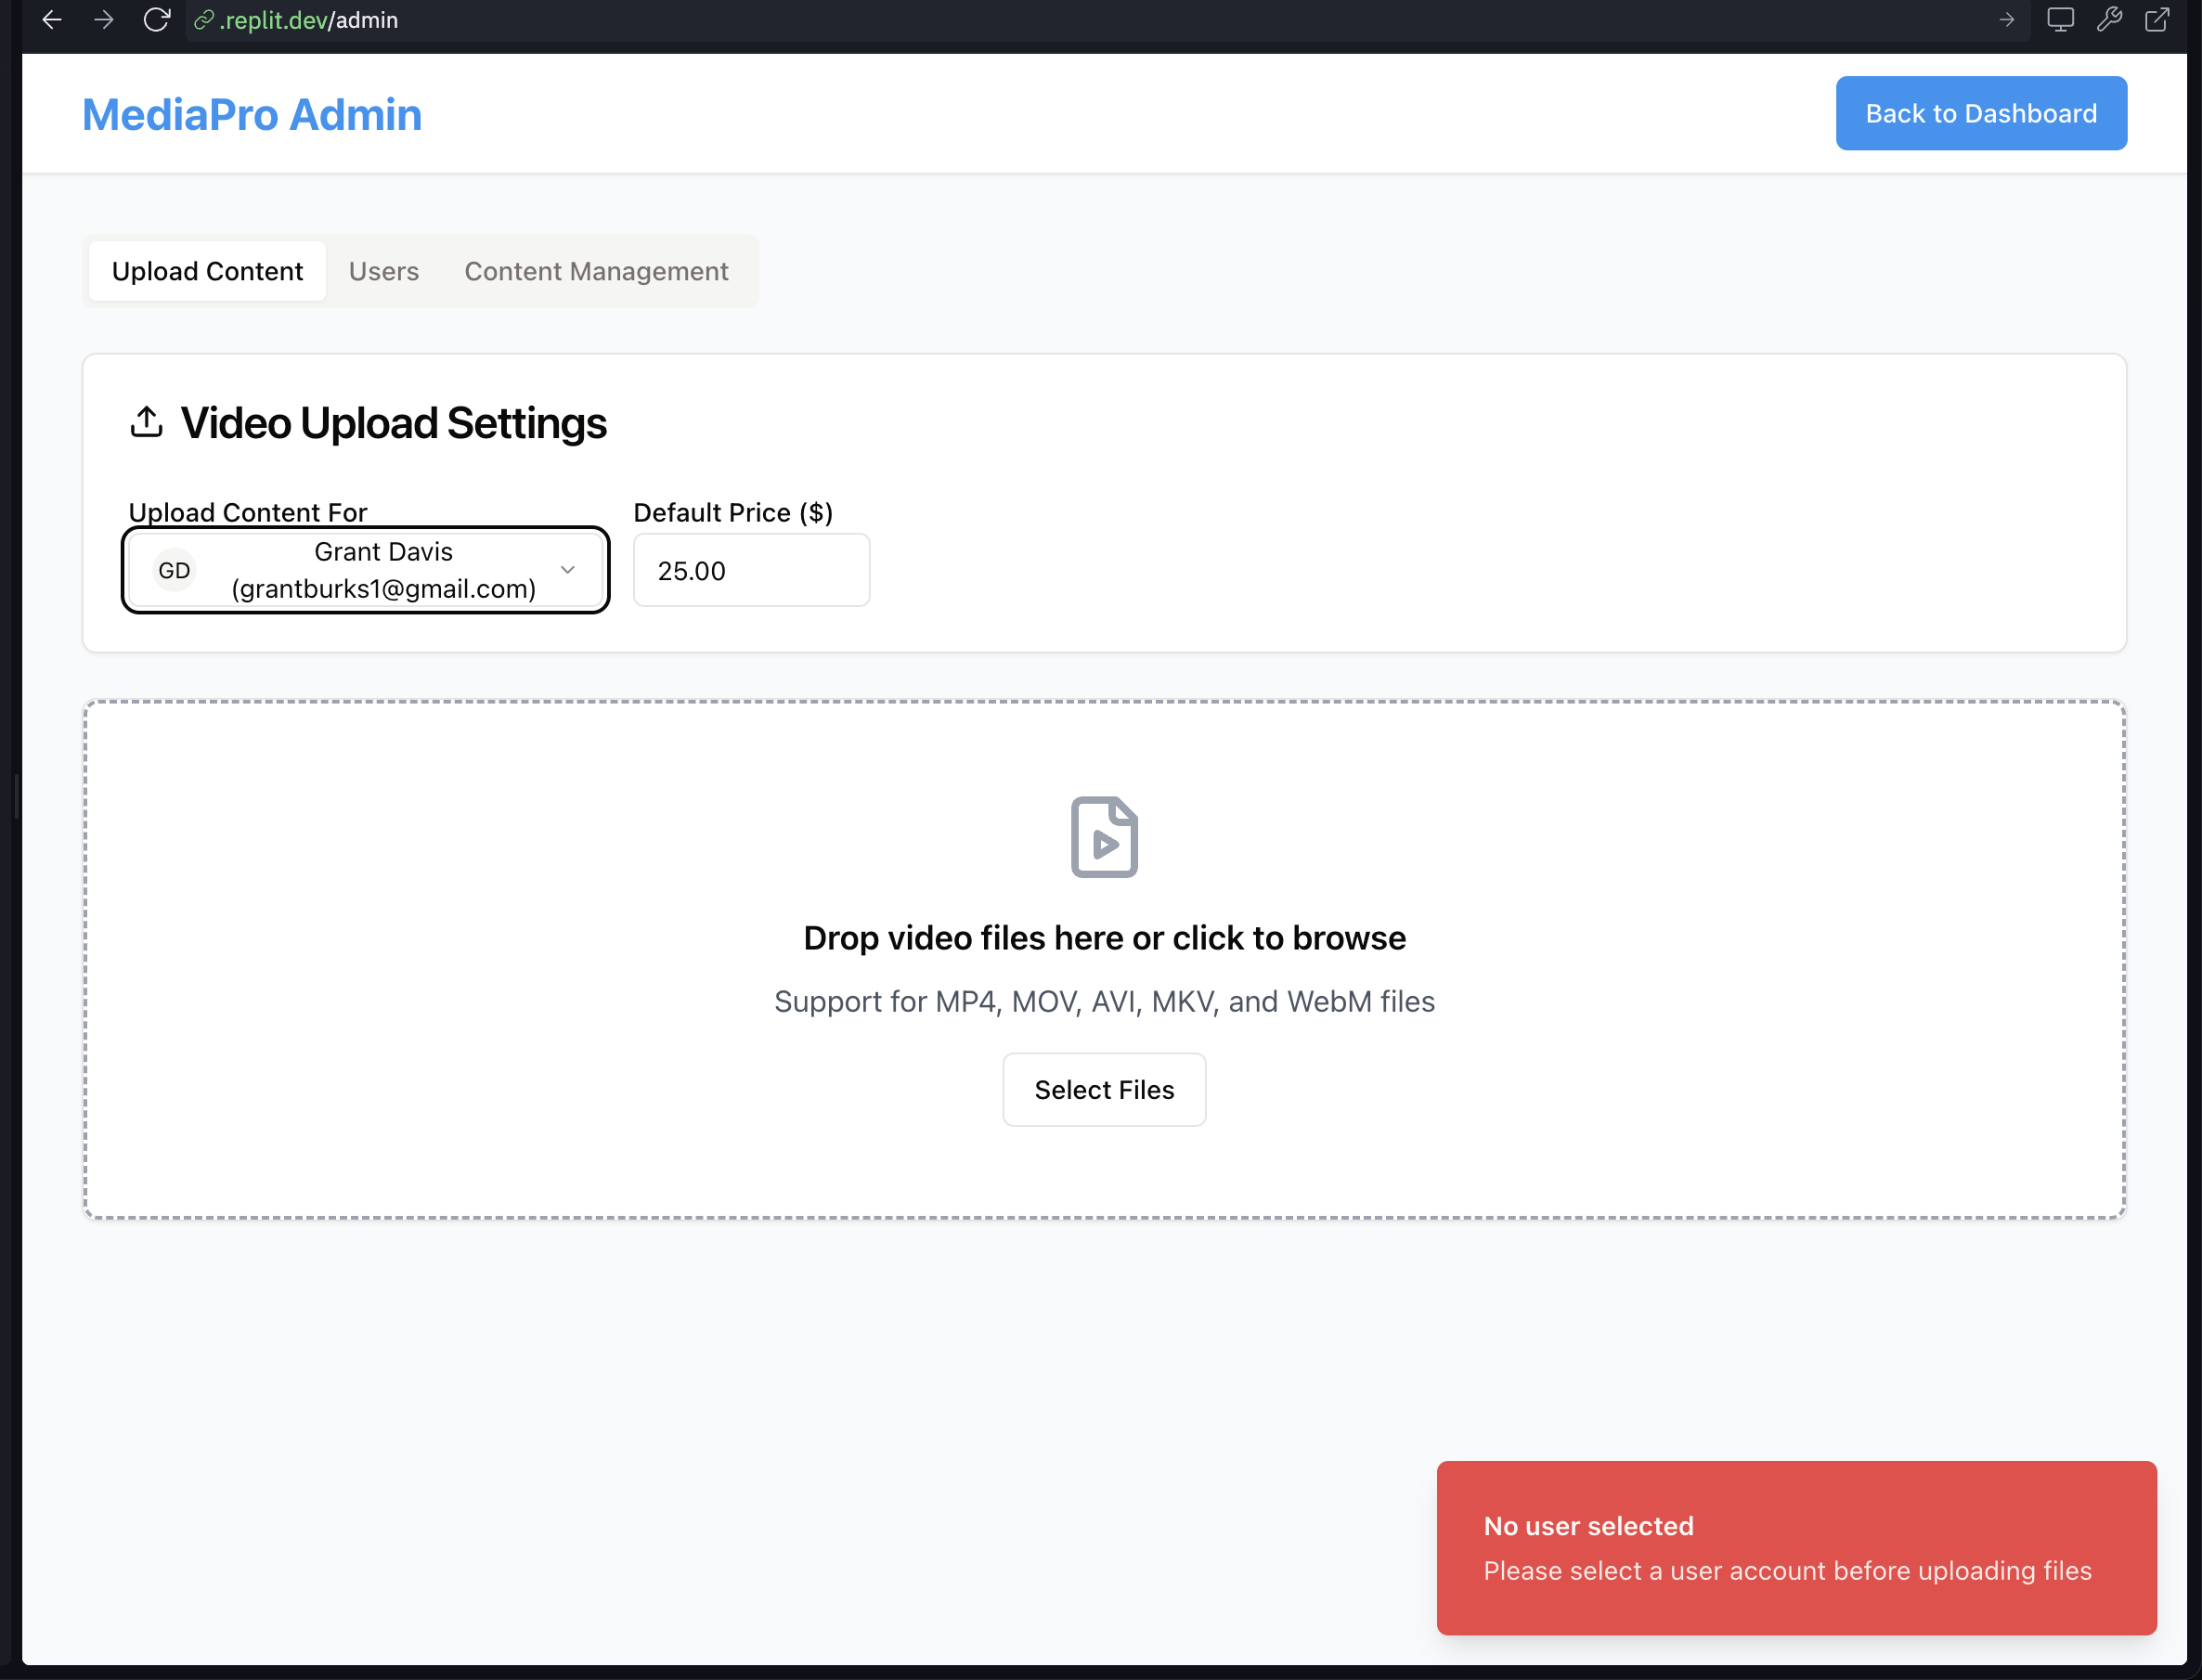 .replit.dev/admin
MediaPro Admin
Back to Dashboard
Upload Content
Users
Content Management
Video Upload Settings
Upload Content For
Default Price ($)
GD
Grant Davis
(grantburks1@gmail.com)
25.00
Drop video files here or click to browse
Support for MP4, MOV, AVI, MKV, and WebM files
Select Files
No user selected
Please select a user account before uploading files